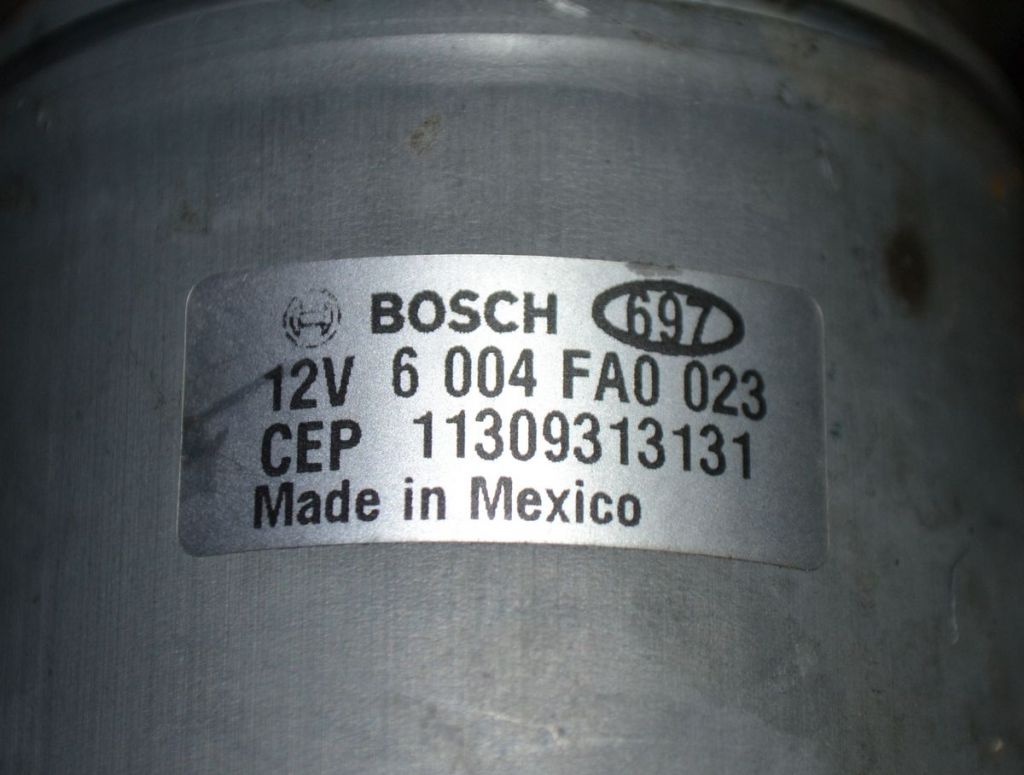 BOSCH 697
12V 6 004 FA0 023
CEP 11309313131
Made in Mexico